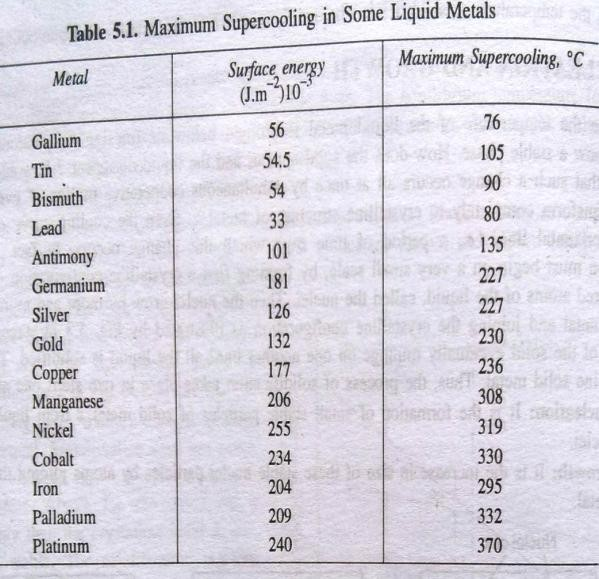 Table 5.1. Maximum Supercooling in Some Liquid Metals
Metal Surface energy (J.m⁻²)10⁻³ Maximum Supercooling, °C
Gallium 56 76
Tin 54.5 105
Bismuth 54 90
Lead 33 80
Antimony 101 135
Germanium 181 227
Silver 126 227
Gold 132 230
Copper 177 236
Manganese 206 308
Nickel 255 319
Cobalt 234 330
Iron 204 295
Palladium 209 332
Platinum 240 370